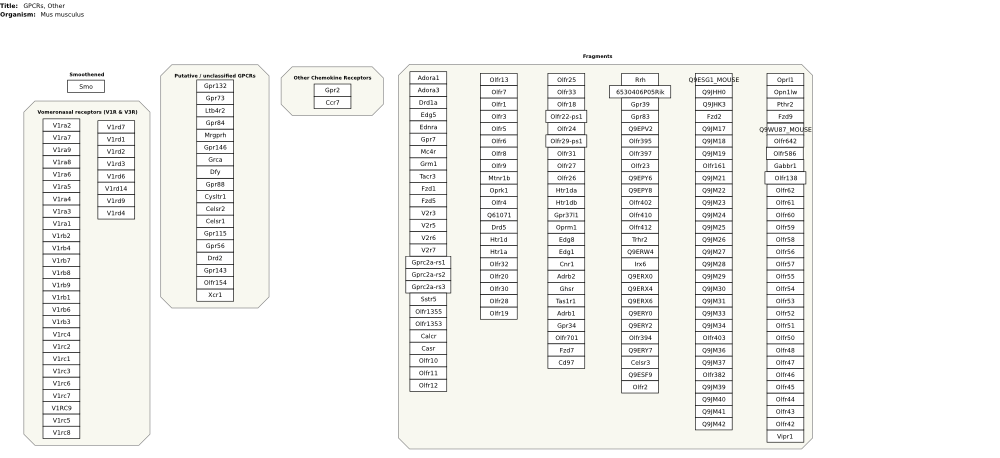 Title: GPCRs, Other
Organism: Mus musculus
Smoothened
Smo
Vomeronasal receptors (V1R & V3R)
V1ra2
V1ra7
V1ra9
V1ra8
V1ra6
V1ra5
V1ra4
V1ra3
V1ra1
V1rb2
V1rb4
V1rb7
V1rb8
V1rb9
V1rb1
V1rb6
V1rb3
V1rc4
V1rc2
V1rc1
V1rc3
V1rc6
V1rc7
V1RC9
V1rc5
V1rc8
V1rd7
V1rd1
V1rd2
V1rd3
V1rd6
V1rd14
V1rd9
V1rd4
Putative / unclassified GPCRs
Gpr132
Gpr73
Ltb4r2
Gpr84
Mrgprh
Gpr146
Grca
Dfy
Gpr88
Cysltr1
Celsr2
Celsr1
Gpr115
Gpr56
Drd2
Gpr143
Olfr154
Xcr1
Other Chemokine Receptors
Gpr2
Ccr7
Fragments
Adora1
Adora3
Drd1a
Edg5
Ednra
Gpr7
Mc4r
Grm1
Tacr3
Fzd1
Fzd5
V2r3
V2r5
V2r6
V2r7
Gprc2a-rs1
Gprc2a-rs2
Gprc2a-rs3
Sstr5
Olfr1355
Olfr1353
Calcr
Casr
Olfr10
Olfr11
Olfr12
Olfr13
Olfr7
Olfr1
Olfr3
Olfr5
Olfr6
Olfr8
Olfr9
Mtnr1b
Oprk1
Olfr4
Q61071
Drd5
Htr1d
Htr1a
Olfr32
Olfr20
Olfr30
Olfr28
Olfr19
Olfr25
Olfr33
Olfr18
Olfr22-ps1
Olfr24
Olfr29-ps1
Olfr31
Olfr27
Olfr26
Htr1da
Htr1db
Gpr37l1
Oprm1
Edg8
Edg1
Cnr1
Adrb2
Ghsr
Tas1r1
Adrb1
Gpr34
Olfr701
Fzd7
Cd97
Rrh
6530406P05Rik
Gpr39
Gpr83
Q9EPV2
Olfr395
Olfr397
Olfr23
Q9EPY6
Q9EPY8
Olfr402
Olfr410
Olfr412
Trhr2
Q9ERW4
Irx6
Q9ERX0
Q9ERX4
Q9ERX6
Q9ERY0
Q9ERY2
Olfr394
Q9ERY7
Celsr3
Q9ESF9
Olfr2
Q9ESG1_MOUSE
Q9JHH0
Q9JHK3
Fzd2
Q9JM17
Q9JM18
Q9JM19
Olfr161
Q9JM21
Q9JM22
Q9JM23
Q9JM24
Q9JM25
Q9JM26
Q9JM27
Q9JM28
Q9JM29
Q9JM30
Q9JM31
Q9JM33
Q9JM34
Olfr403
Q9JM36
Q9JM37
Olfr382
Q9JM39
Q9JM40
Q9JM41
Q9JM42
Oprl1
Opn1lw
Pthr2
Fzd9
Q9WU87_MOUSE
Olfr642
Olfr586
Gabbr1
Olfr138
Olfr62
Olfr61
Olfr60
Olfr59
Olfr58
Olfr56
Olfr57
Olfr55
Olfr54
Olfr53
Olfr52
Olfr51
Olfr50
Olfr48
Olfr47
Olfr46
Olfr45
Olfr44
Olfr43
Olfr42
Vipr1